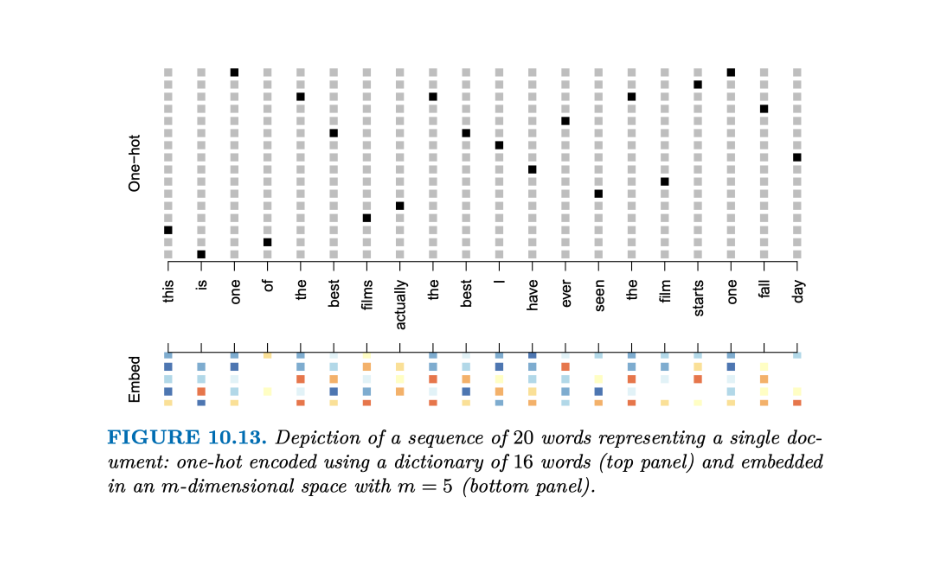 One-hot
this
is
one
of
the
best
films
actually
the
best
I
have
ever
seen
the
film
starts
one
fall
day
Embed
FIGURE 10.13. Depiction of a sequence of 20 words representing a single doc-
ument: one-hot encoded using a dictionary of 16 words (top panel) and embedded
in an m-dimensional space with m = 5 (bottom panel).